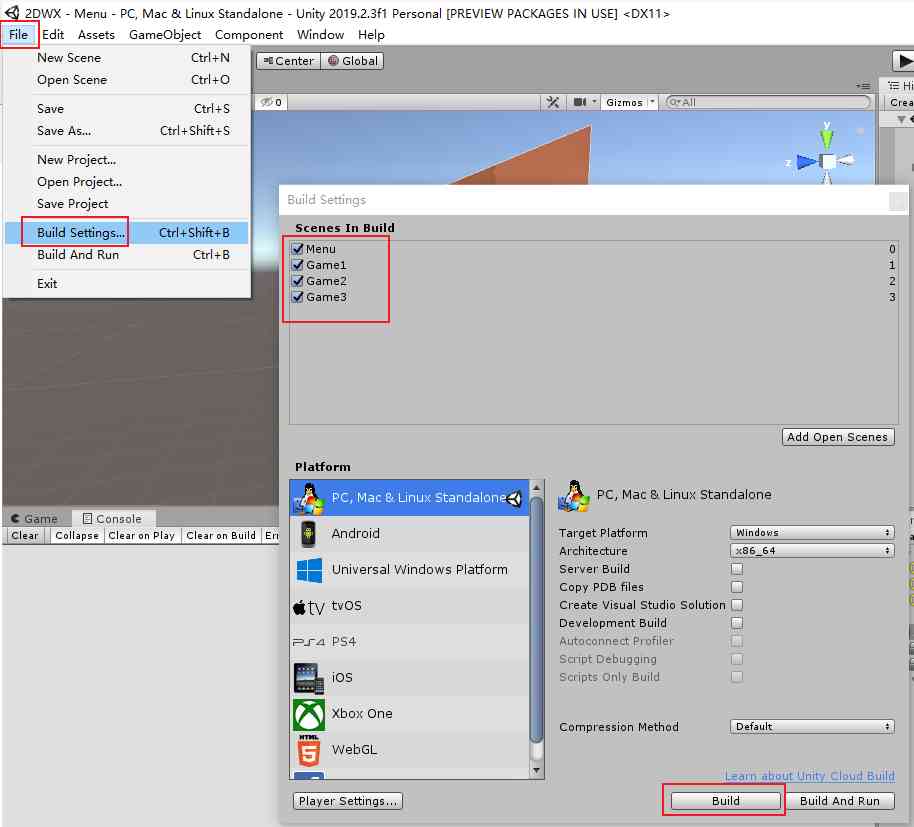 2DWX - Menu - PC, Mac & Linux Standalone - Unity 2019.2.3f1 Personal [PREVIEW PACKAGES IN USE] <DX11>
File Edit Assets GameObject Component Window Help
New Scene Ctrl+N
Open Scene Ctrl+O
Save Ctrl+S
Save As... Ctrl+Shift+S
New Project...
Open Project...
Save Project
Build Settings... Ctrl+Shift+B
Build And Run Ctrl+B
Exit
Center Global
0 Gizmos All
Hi
Crea
y
z
Build Settings
Scenes In Build
Menu 0
Game1 1
Game2 2
Game3 3
Add Open Scenes
Platform
PC, Mac & Linux Standalone
Android
Universal Windows Platform
tv tvOS
PS4 PS4
iOS
Xbox One
HTML 5 WebGL
Player Settings...
PC, Mac & Linux Standalone
Target Platform Windows
Architecture x86_64
Server Build
Copy PDB files
Create Visual Studio Solution
Development Build
Autoconnect Profiler
Script Debugging
Scripts Only Build
Compression Method Default
Learn about Unity Cloud Build
Build Build And Run
Game Console
Clear Collapse Clear on Play Clear on Build Err